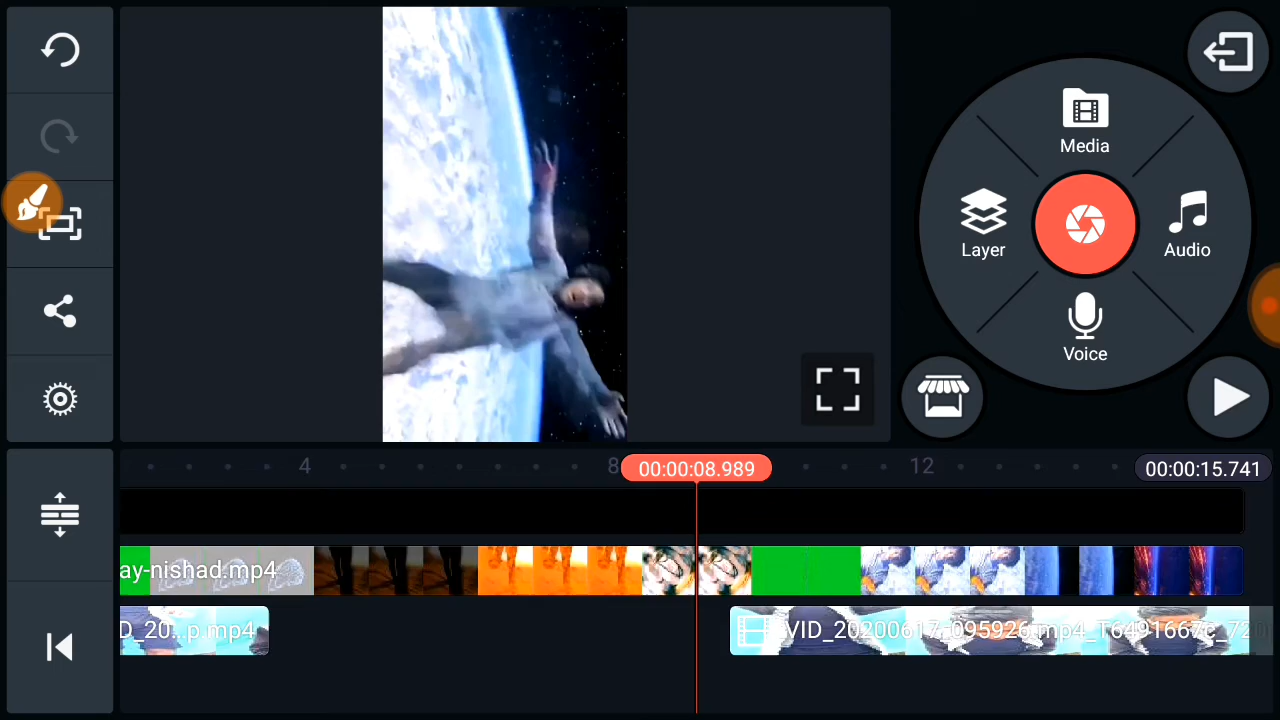 Media
Layer
Audio
Voice
4
8
00:00:08.989
12
00:00:15.741
ay-nishad.mp4
D_20..p mp4
VID_20200617_095926.mp4_T6491667c_720